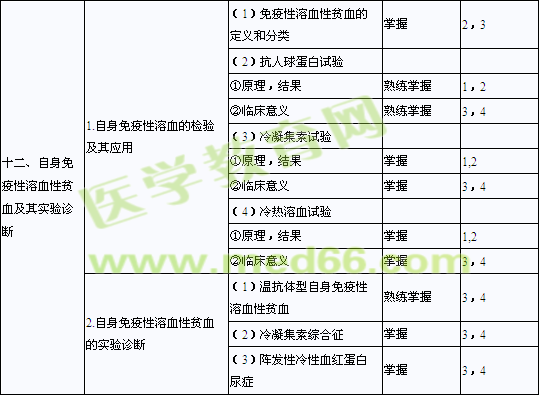 十二、自身免
疫性溶血性贫
血及其实验诊
断
1.自身免疫性溶血的检验
及其应用
（1）免疫性溶血性贫血的
定义和分类
掌握
2，3
（2）抗人球蛋白试验
①原理，结果
熟练掌握
1，2
②临床意义
熟练掌握
3，4
（3）冷凝集素试验
①原理，结果
掌握
1,2
②临床意义
掌握
3，4
（4）冷热溶血试验
①原理，结果
掌握
1,2
②临床意义
掌握
3，4
2.自身免疫性溶血性贫血
的实验诊断
（1）温抗体型自身免疫性
溶血性贫血
熟练掌握
3，4
（2）冷凝集素综合征
掌握
3，4
（3）阵发性冷性血红蛋白
尿症
掌握
3，4
医学教育网
www.med66.com